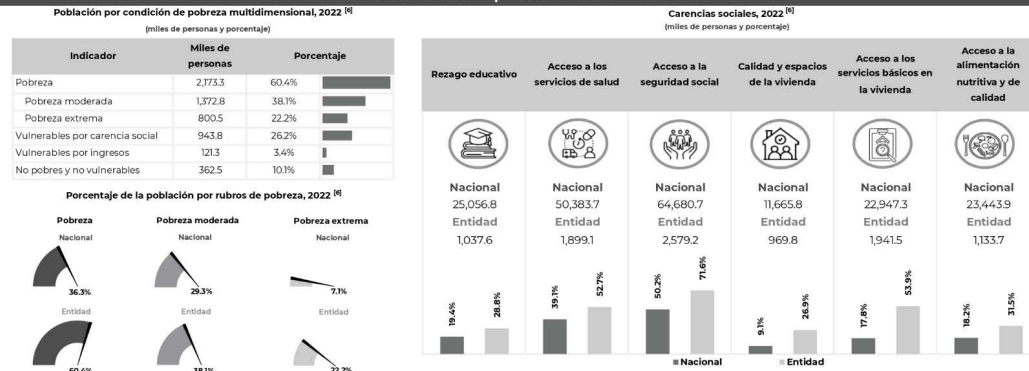 Población por condición de pobreza multidimensional, 2022 [6]
(miles de personas y porcentaje)
Indicador Miles de personas Porcentaje
Pobreza 2,173.3 60.4%
Pobreza moderada 1,372.8 38.1%
Pobreza extrema 800.5 22.2%
Vulnerables por carencia social 943.8 26.2%
Vulnerables por ingresos 121.3 3.4%
No pobres y no vulnerables 362.5 10.1%
Porcentaje de la población por rubros de pobreza, 2022 [6]
Pobreza Pobreza moderada Pobreza extrema
Nacional Nacional Nacional
36.3% 29.3% 7.1%
Entidad Entidad Entidad
60.4% 38.1% 22.2%
Carencias sociales, 2022 [6]
(miles de personas y porcentaje)
Rezago educativo Acceso a los servicios de salud Acceso a la seguridad social Calidad y espacios de la vivienda Acceso a los servicios básicos en la vivienda Acceso a la alimentación nutritiva y de calidad
Nacional Nacional Nacional Nacional Nacional Nacional
25,056.8 50,383.7 64,680.7 11,665.8 22,947.3 23,443.9
Entidad Entidad Entidad Entidad Entidad Entidad
1,037.6 1,899.1 2,579.2 969.8 1,941.5 1,133.7
19.4% 28.8% 39.1% 52.7% 50.2% 71.6% 9.1% 26.9% 17.8% 53.9% 18.2% 31.5%
Nacional Entidad